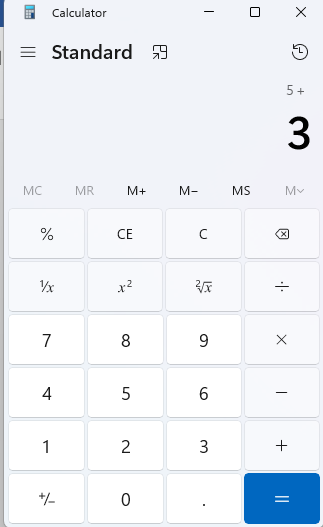 Calculator
Standard
5 +
3
MC MR M+ M− MS M˅
% CE C
¹/x x² ²√x ÷
7 8 9 ×
4 5 6 −
1 2 3 +
+/− 0 . =